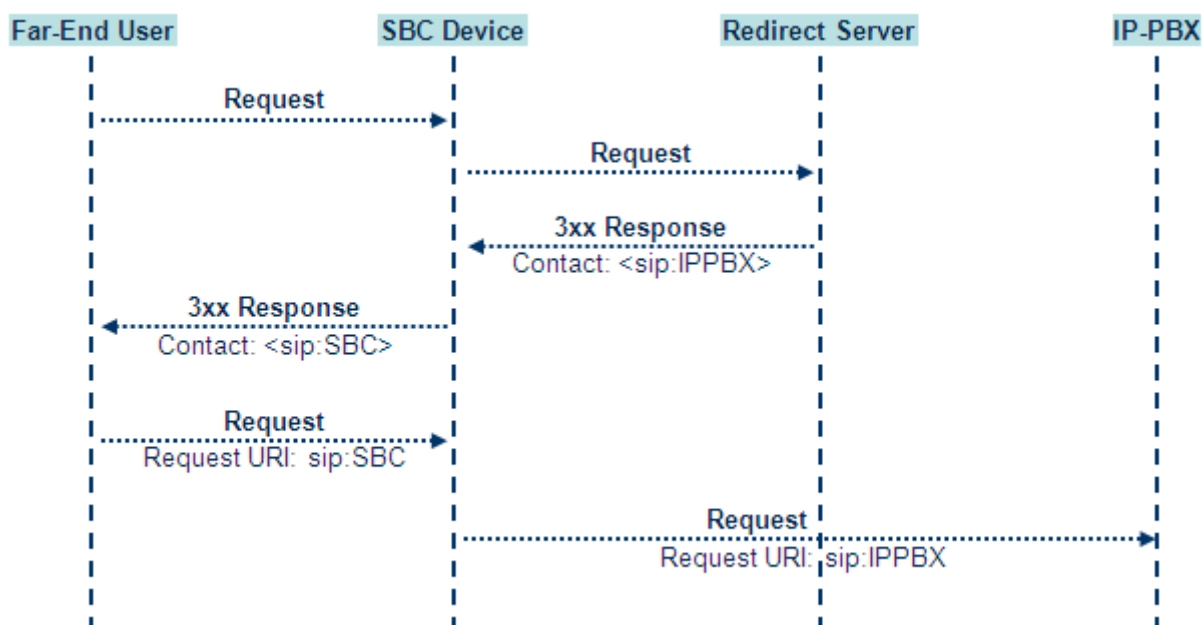 Far-End User SBC Device Redirect Server IP-PBX
Request
Request
3xx Response
Contact: <sip:IPPBX>
3xx Response
Contact: <sip:SBC>
Request
Request URI: sip:SBC
Request
Request URI: sip:IPPBX